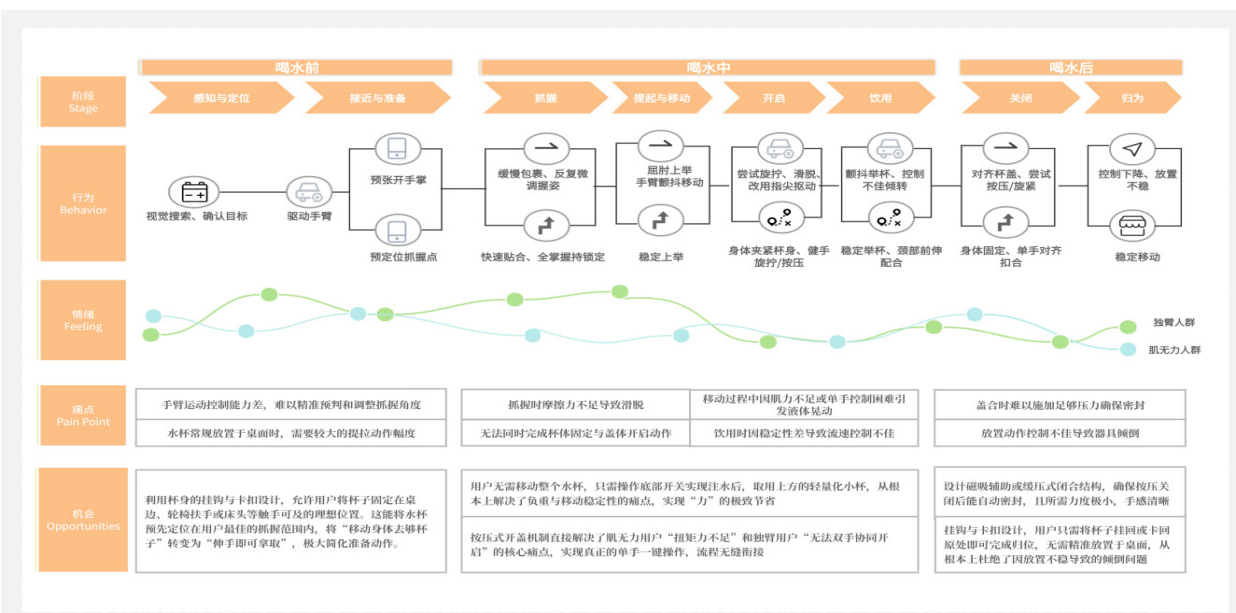 喝水前
喝水中
喝水后
阶段
Stage
感知与定位
接近与准备
抓握
提起与移动
开启
饮用
关闭
归为
行为
Behavior
视觉搜索、确认目标
驱动手臂
预张开手掌
预定位抓握点
缓慢包裹、反复微
调握姿
快速贴合、全掌握持锁定
屈肘上举
手臂颤抖移动
稳定上举
尝试旋拧、滑脱、
改用指尖抠动
身体夹紧杯身、健手
旋拧/按压
颤抖举杯、控制
不佳倾转
稳定举杯、颈部前伸
配合
对齐杯盖、尝试
按压/旋紧
身体固定、单手对齐
扣合
控制下降、放置
不稳
稳定移动
情绪
Feeling
独臂人群
肌无力人群
痛点
Pain Point
手臂运动控制能力差，难以精准预判和调整抓握角度
水杯常规放置于桌面时，需要较大的提拉动作幅度
抓握时摩擦力不足导致滑脱
移动过程中因肌力不足或单手控制困难引
发液体晃动
无法同时完成杯体固定与盖体开启动作
饮用时因稳定性差导致流速控制不佳
盖合时难以施加足够压力确保密封
放置动作控制不佳导致器具倾倒
机会
Opportunities
利用杯身的挂钩与卡扣设计，允许用户将杯子固定在桌
边、轮椅扶手或床头等触手可及的理想位置。这能将水杯
预先定位在用户最佳的抓握范围内，将“移动身体去够杯
子”转变为“伸手即可拿取”，极大简化准备动作。
用户无需移动整个水杯，只需操作底部开关实现注水后，取用上方的轻量化小杯，从根
本上解决了负重与移动稳定性的痛点，实现“力”的极致节省
按压式开盖机制直接解决了肌无力用户“扭矩力不足”和独臂用户“无法双手协同开
启”的核心痛点，实现真正的单手一键操作，流程无缝衔接
设计磁吸辅助或缓压式闭合结构，确保按压关
闭后能自动密封，且所需力度极小，手感清晰
挂钩与卡扣设计，用户只需将杯子挂回或卡回
原处即可完成归位，无需精准放置于桌面，从
根本上杜绝了因放置不稳导致的倾倒问题